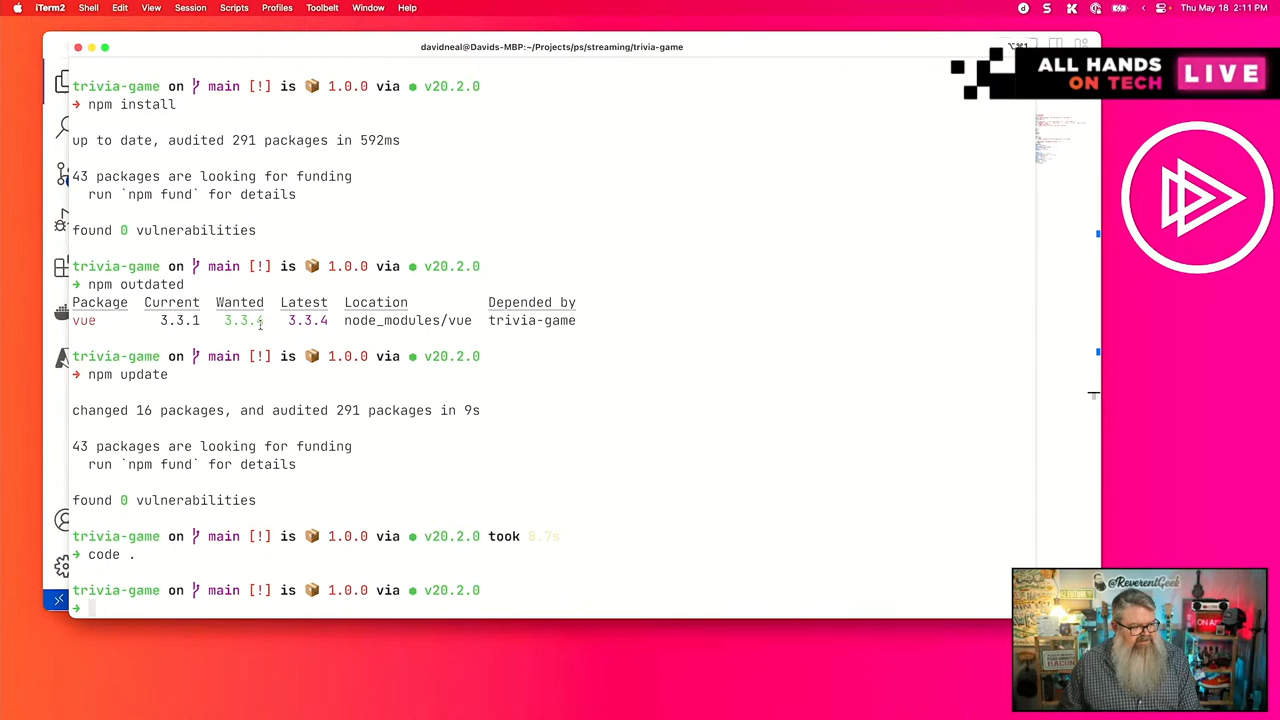 iTerm2 Shell Edit View Session Scripts Profiles Toolbelt Window Help Thu May 18 2:11 PM
davidneal@Davids-MBP:~/Projects/ps/streaming/trivia-game ⌥⌘1
ALL HANDS
ON TECH LIVE
trivia-game on main [!] is 📦 1.0.0 via ● v20.2.0
→ npm install
up to date, audited 291 packages in 792ms
43 packages are looking for funding
run `npm fund` for details
found 0 vulnerabilities
trivia-game on main [!] is 📦 1.0.0 via ● v20.2.0
→ npm outdated
Package Current Wanted Latest Location Depended by
vue 3.3.1 3.3.4 3.3.4 node_modules/vue trivia-game
trivia-game on main [!] is 📦 1.0.0 via ● v20.2.0
→ npm update
changed 16 packages, and audited 291 packages in 9s
43 packages are looking for funding
run `npm fund` for details
found 0 vulnerabilities
trivia-game on main [!] is 📦 1.0.0 via ● v20.2.0 took 8.7s
→ code .
trivia-game on main [!] is 📦 1.0.0 via ● v20.2.0
→
@ReverentGeek
ON AIR
BACON